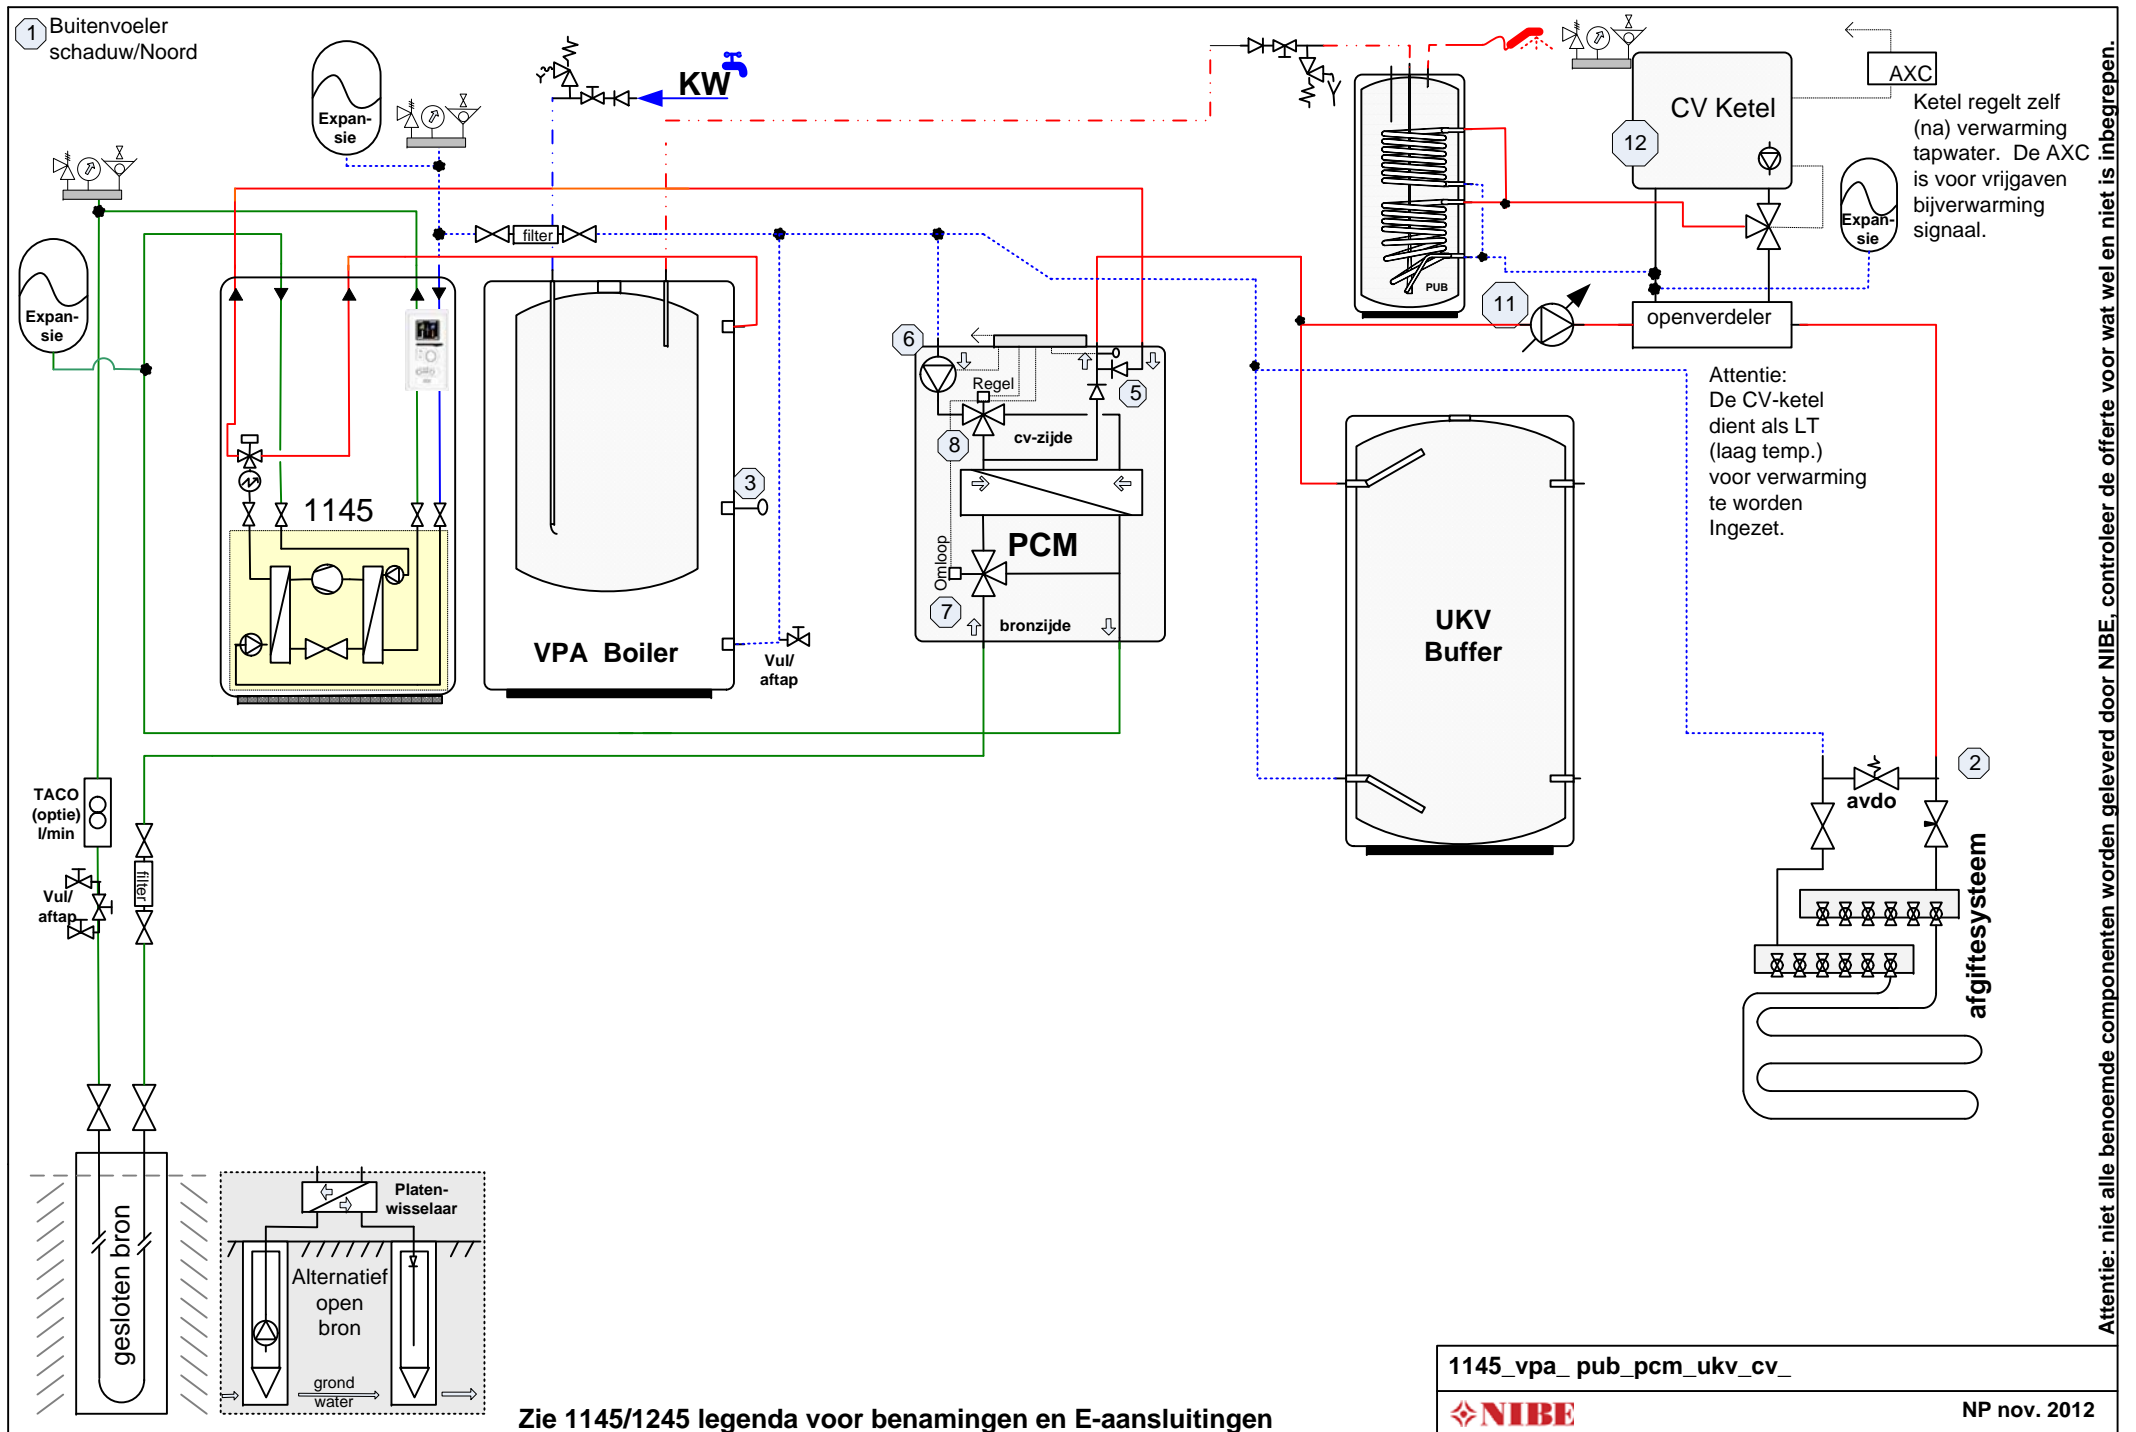 1
Buitenvoeler
schaduw/Noord
Expan-
sie
KW
CV Ketel
12
AXC
Ketel regelt zelf
(na) verwarming
tapwater. De AXC
is voor vrijgaven
bijverwarming
signaal.
Expan-
sie
Expan-
sie
filter
PUB
11
openverdeler
Attentie:
De CV-ketel
dient als LT
(laag temp.)
voor verwarming
te worden
Ingezet.
1145
VPA Boiler
3
Vul/
aftap
6
Regel
5
8
cv-zijde
PCM
Omloop
7
bronzijde
UKV
Buffer
2
avdo
afgiftesysteem
TACO
(optie)
l/min
Vul/
aftap
filter
gesloten bron
Platen-
wisselaar
Alternatief
open
bron
grond
water
Zie 1145/1245 legenda voor benamingen en E-aansluitingen
1145_vpa_ pub_pcm_ukv_cv_
NIBE
NP nov. 2012
Attentie: niet alle benoemde componenten worden geleverd door NIBE, controleer de offerte voor wat wel en niet is inbegrepen.